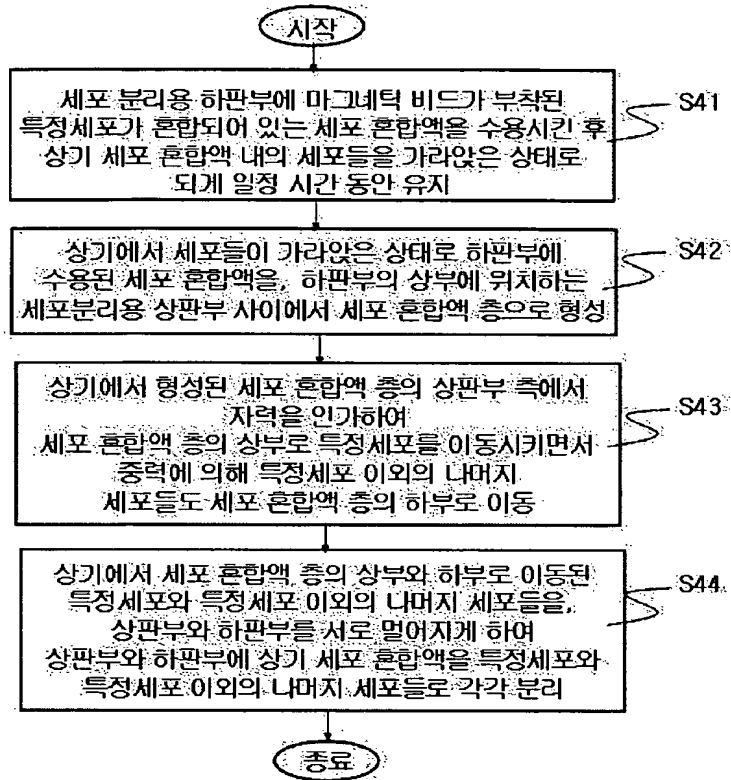 시작
세포 분리용 하판부에 마그네틱 비드가 부착된
특정세포가 혼합되어 있는 세포 혼합액을 수용시킨 후
상기 세포 혼합액 내의 세포들을 가라앉은 상태로
되게 일정 시간 동안 유지
S41
상기에서 세포들이 가라앉은 상태로 하판부에
수용된 세포 혼합액을, 하판부의 상부에 위치하는
세포분리용 상판부 사이에서 세포 혼합액 층으로 형성
S42
상기에서 형성된 세포 혼합액 층의 상판부 측에서
자력을 인가하여
세포 혼합액 층의 상부로 특정세포를 이동시키면서
중력에 의해 특정세포 이외의 나머지
세포들도 세포 혼합액 층의 하부로 이동
S43
상기에서 세포 혼합액 층의 상부와 하부로 이동된
특정세포와 특정세포 이외의 나머지 세포들을,
상판부와 하판부를 서로 멀어지게 하여
상판부와 하판부에 상기 세포 혼합액을 특정세포와
특정세포 이외의 나머지 세포들로 각각 분리
S44
종료